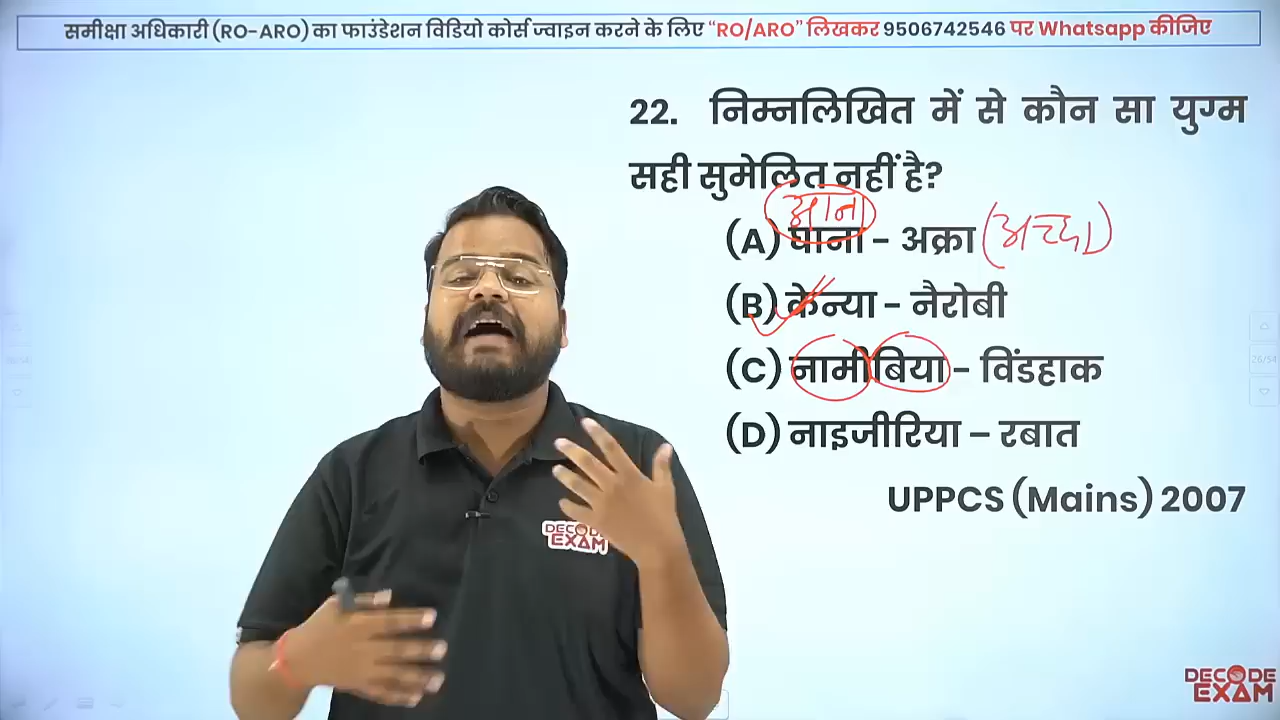 समीक्षा अधिकारी (RO-ARO) का फाउंडेशन विडियो कोर्स ज्वाइन करने के लिए “RO/ARO” लिखकर 9506742546 पर Whatsapp कीजिए
22. निम्नलिखित में से कौन सा युग्म
सही सुमेलित नहीं है?
आना
(A) घाना – अक्रा (अच्छा)
(B) केन्या – नैरोबी
(C) नामीबिया – विंडहाक
(D) नाइजीरिया – रबात
UPPCS (Mains) 2007
DECODE
EXAM
DECODE
EXAM